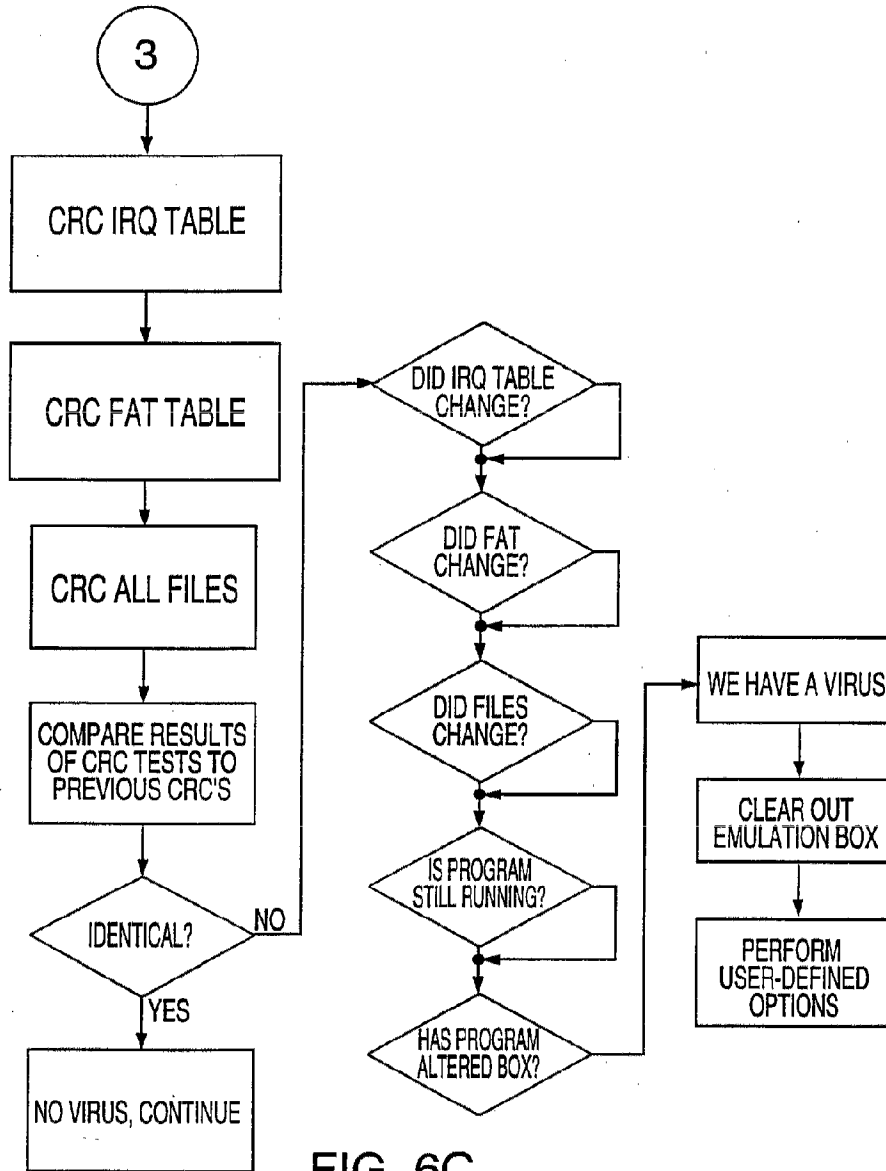 3
CRC IRQ TABLE
CRC FAT TABLE
CRC ALL FILES
COMPARE RESULTS
OF CRC TESTS TO
PREVIOUS CRC'S
IDENTICAL?
NO
YES
NO VIRUS, CONTINUE
DID IRQ TABLE
CHANGE?
DID FAT
CHANGE?
DID FILES
CHANGE?
IS PROGRAM
STILL RUNNING?
HAS PROGRAM
ALTERED BOX?
WE HAVE A VIRUS
CLEAR OUT
EMULATION BOX
PERFORM
USER-DEFINED
OPTIONS
FIG. 6C